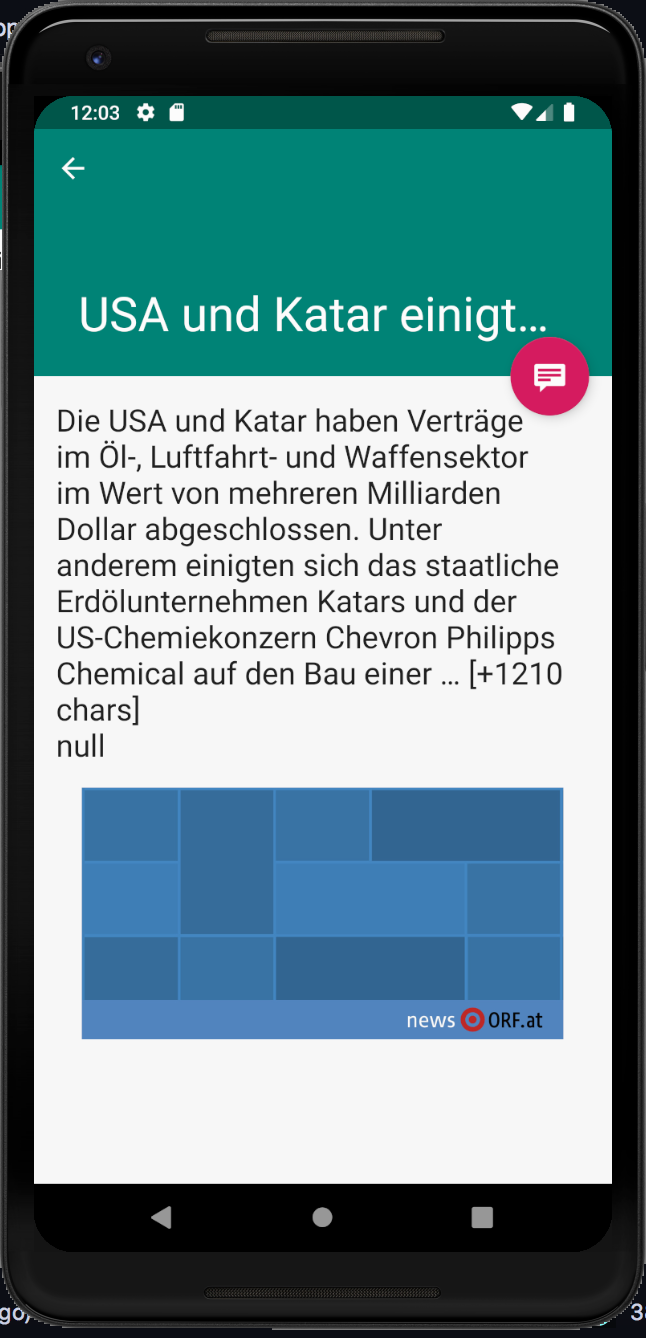 12:03
USA und Katar einigt…
Die USA und Katar haben Verträge
im Öl-, Luftfahrt- und Waffensektor
im Wert von mehreren Milliarden
Dollar abgeschlossen. Unter
anderem einigten sich das staatliche
Erdölunternehmen Katars und der
US-Chemiekonzern Chevron Philipps
Chemical auf den Bau einer … [+1210
chars]
null
news ORF.at